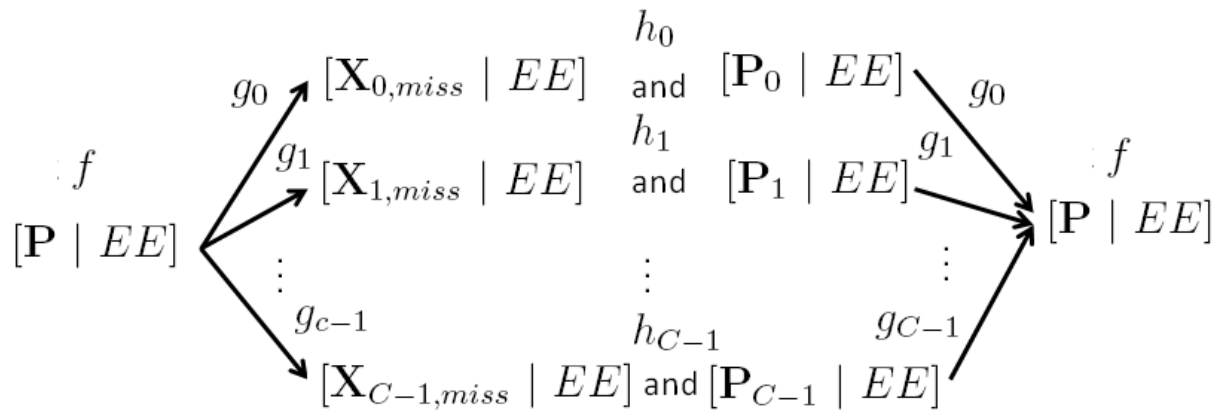 h_0
[X_{0,miss} | EE] and [P_0 | EE]
g_0 g_0
h_1
g_1 g_1
[X_{1,miss} | EE] and [P_1 | EE]
: f : f
[P | EE] [P | EE]
⋮ ⋮ ⋮
g_{c-1} g_{C-1}
h_{C-1}
[X_{C-1,miss} | EE] and [P_{C-1} | EE]